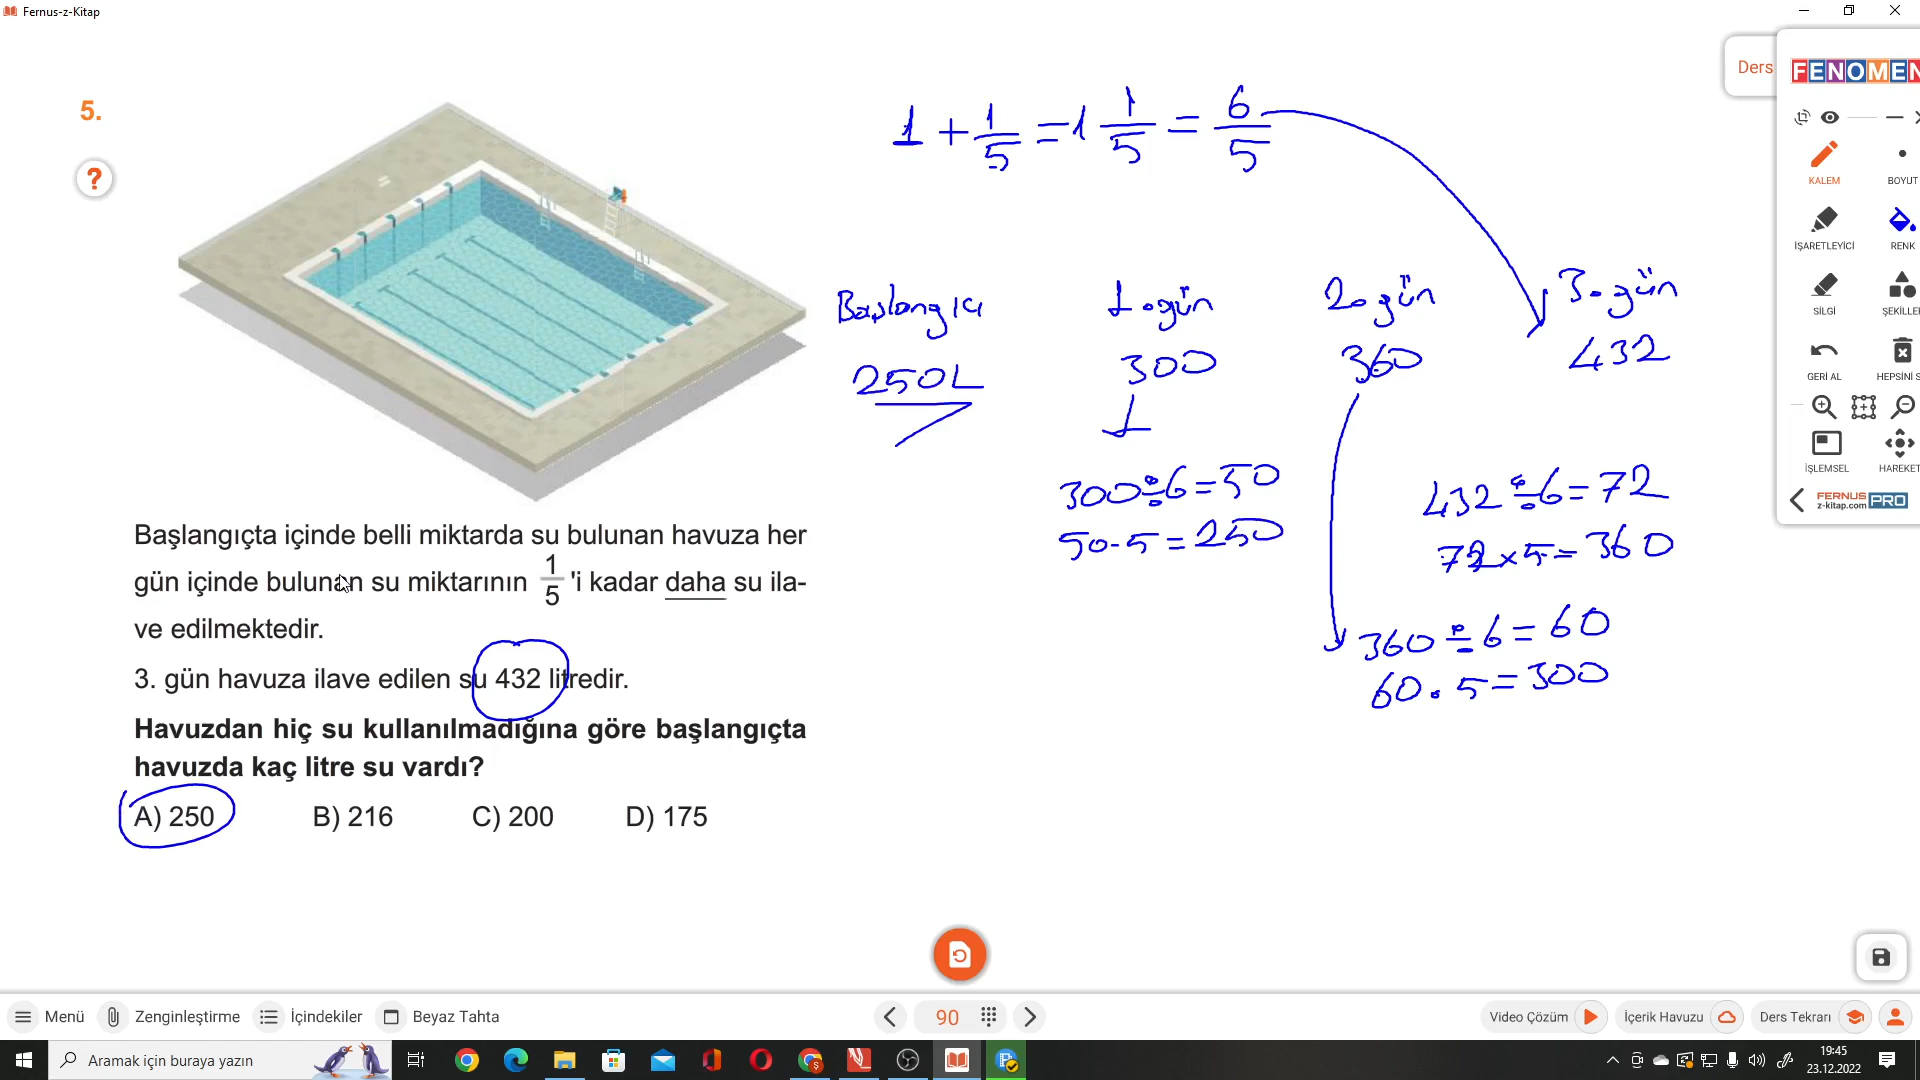 Fernus-z-Kitap
5.
?
1 + 1/5 = 1 1/5 = 6/5
Başlangıç
250L
1. gün
300
300 ÷ 6 = 50
50 · 5 = 250
2. gün
360
3. gün
432
432 ÷ 6 = 72
72 × 5 = 360
360 ÷ 6 = 60
60 · 5 = 300
Başlangıçta içinde belli miktarda su bulunan havuza her
gün içinde bulunan su miktarının 1/5 'i kadar daha su ila-
ve edilmektedir.
3. gün havuza ilave edilen su 432 litredir.
Havuzdan hiç su kullanılmadığına göre başlangıçta
havuzda kaç litre su vardı?
A) 250 B) 216 C) 200 D) 175
Ders
FENOMEN
KALEM BOYUT
İŞARETLEYİCİ RENK
SİLGİ ŞEKİLLE
GERİ AL HEPSİNİ S
İŞLEMSEL HAREKET
FERNUS PRO
z-kitap.com
Menü Zenginleştirme İçindekiler Beyaz Tahta 90 Video Çözüm İçerik Havuzu Ders Tekrarı
Aramak için buraya yazın
19:45
23.12.2022